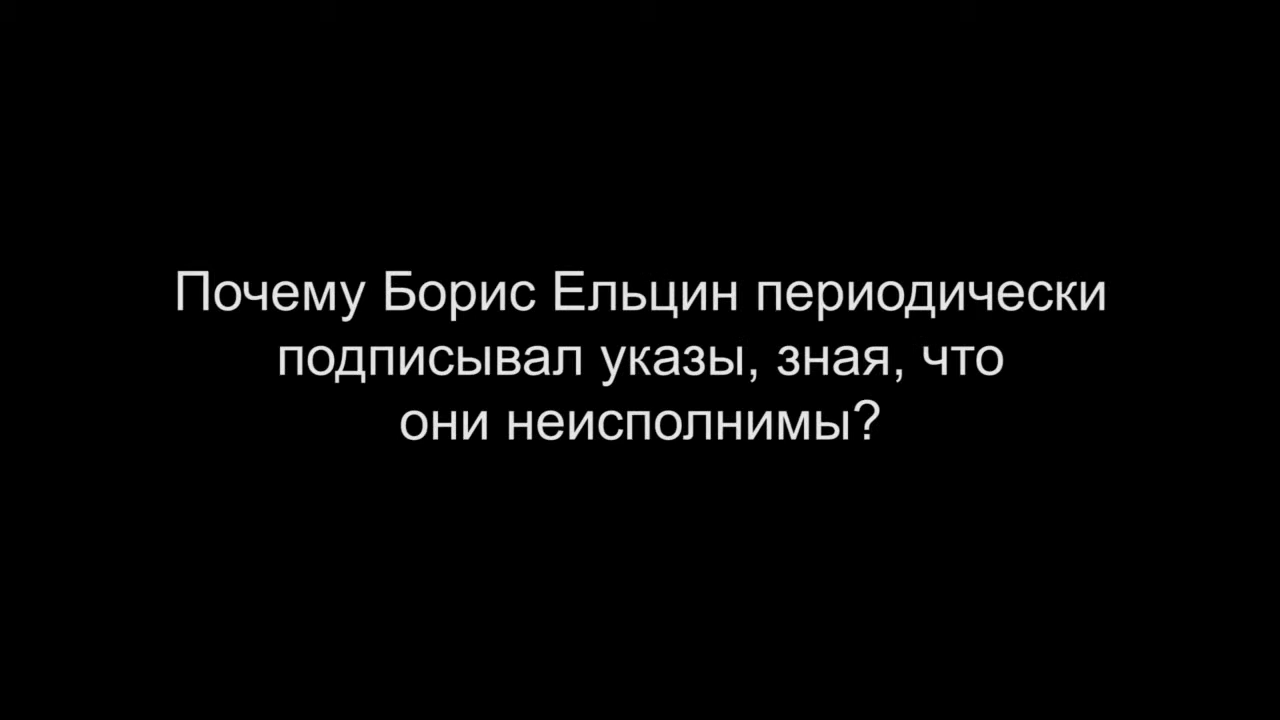 Почему Борис Ельцин периодически
подписывал указы, зная, что
они неисполнимы?